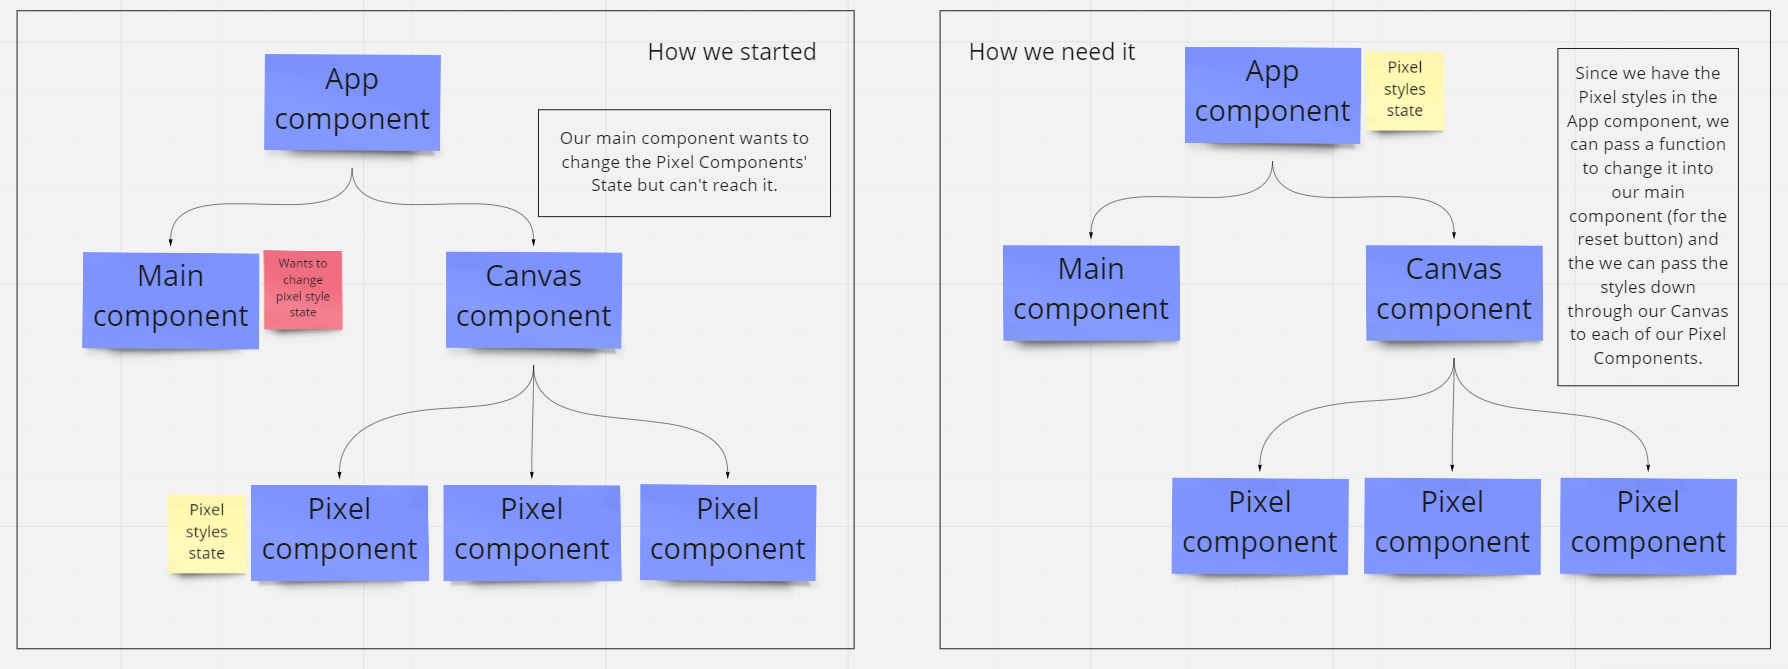 How we started
App
component
Our main component wants to
change the Pixel Components'
State but can't reach it.
Main
component
Wants to
change
pixel style
state
Canvas
component
Pixel
styles
state
Pixel
component
Pixel
component
Pixel
component
How we need it
App
component
Pixel
styles
state
Since we have the
Pixel styles in the
App component, we
can pass a function
to change it into
our main
component (for the
reset button) and
the we can pass the
styles down
through our Canvas
to each of our Pixel
Components.
Main
component
Canvas
component
Pixel
component
Pixel
component
Pixel
component